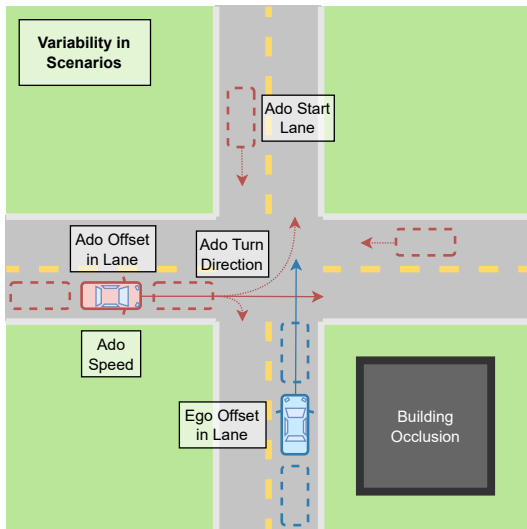 Variability in
Scenarios
Ado Start
Lane
Ado Offset
in Lane
Ado Turn
Direction
Ado
Speed
Ego Offset
in Lane
Building
Occlusion